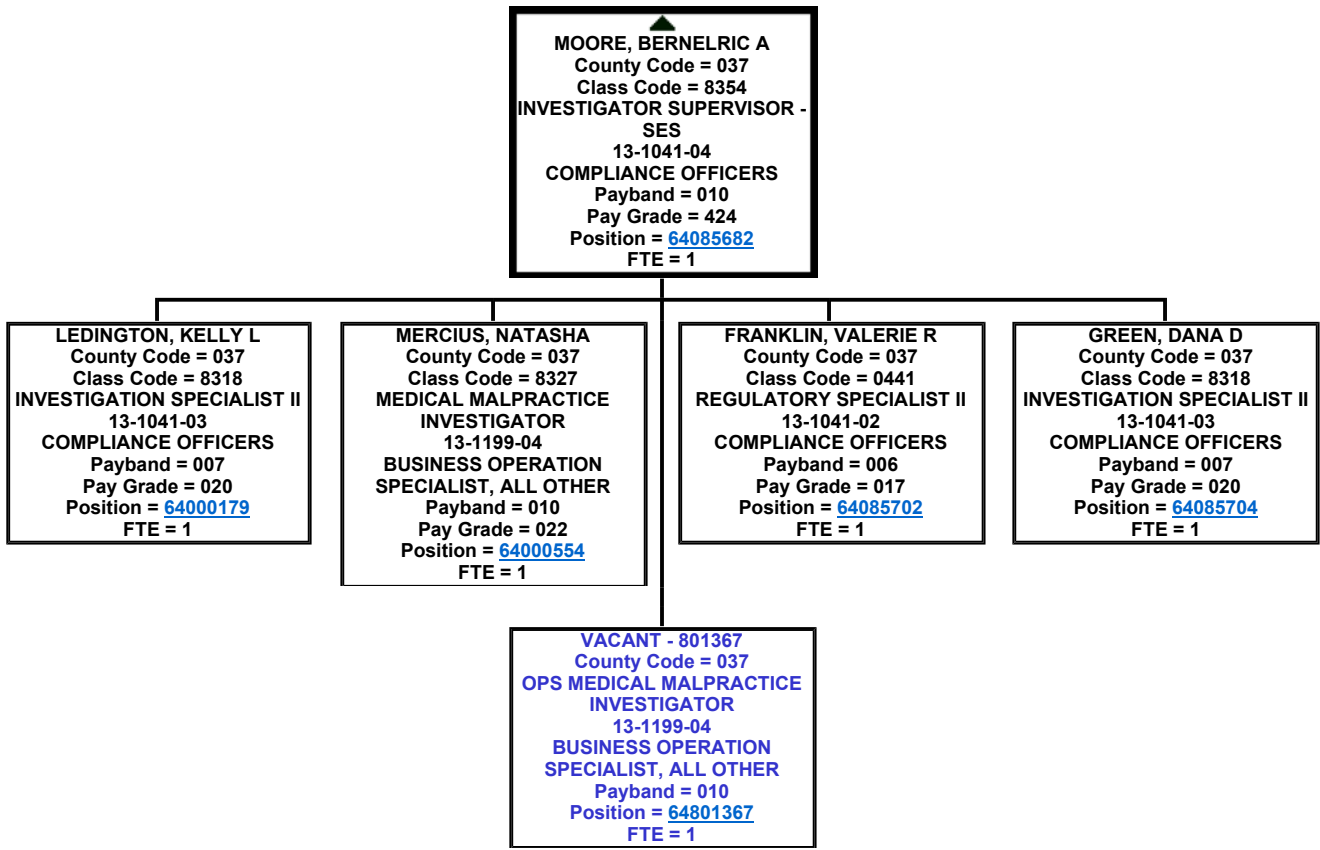 MOORE, BERNELRIC A
County Code = 037
Class Code = 8354
INVESTIGATOR SUPERVISOR -
SES
13-1041-04
COMPLIANCE OFFICERS
Payband = 010
Pay Grade = 424
Position = 64085682
FTE = 1
LEDINGTON, KELLY L
County Code = 037
Class Code = 8318
INVESTIGATION SPECIALIST II
13-1041-03
COMPLIANCE OFFICERS
Payband = 007
Pay Grade = 020
Position = 64000179
FTE = 1
MERCIUS, NATASHA
County Code = 037
Class Code = 8327
MEDICAL MALPRACTICE
INVESTIGATOR
13-1199-04
BUSINESS OPERATION
SPECIALIST, ALL OTHER
Payband = 010
Pay Grade = 022
Position = 64000554
FTE = 1
FRANKLIN, VALERIE R
County Code = 037
Class Code = 0441
REGULATORY SPECIALIST II
13-1041-02
COMPLIANCE OFFICERS
Payband = 006
Pay Grade = 017
Position = 64085702
FTE = 1
GREEN, DANA D
County Code = 037
Class Code = 8318
INVESTIGATION SPECIALIST II
13-1041-03
COMPLIANCE OFFICERS
Payband = 007
Pay Grade = 020
Position = 64085704
FTE = 1
VACANT - 801367
County Code = 037
OPS MEDICAL MALPRACTICE
INVESTIGATOR
13-1199-04
BUSINESS OPERATION
SPECIALIST, ALL OTHER
Payband = 010
Position = 64801367
FTE = 1